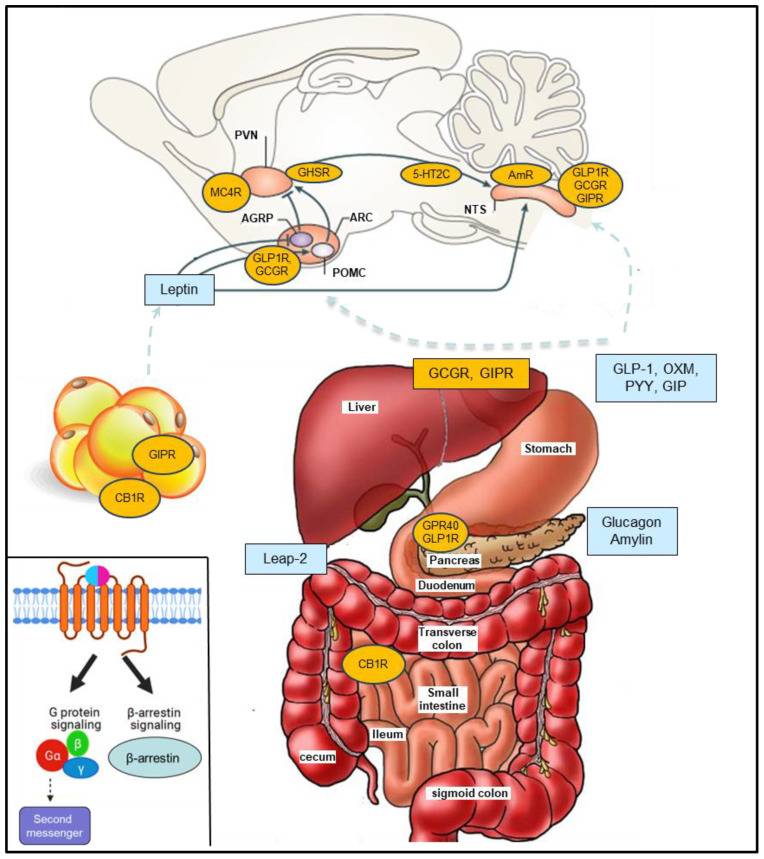 PVN
MC4R
GHSR
5-HT2C
AmR
GLP1R
GCGR
GIPR
NTS
AGRP
ARC
GLP1R,
GCGR
POMC
Leptin
GCGR, GIPR
GLP-1, OXM,
PYY, GIP
Liver
Stomach
GIPR
CB1R
GPR40
GLP1R
Pancreas
Glucagon
Amylin
Leap-2
Duodenum
Transverse
colon
CB1R
Small
intestine
Ileum
cecum
sigmoid colon
G protein
signaling
β-arrestin
signaling
Gα
β
γ
β-arrestin
Second
messenger